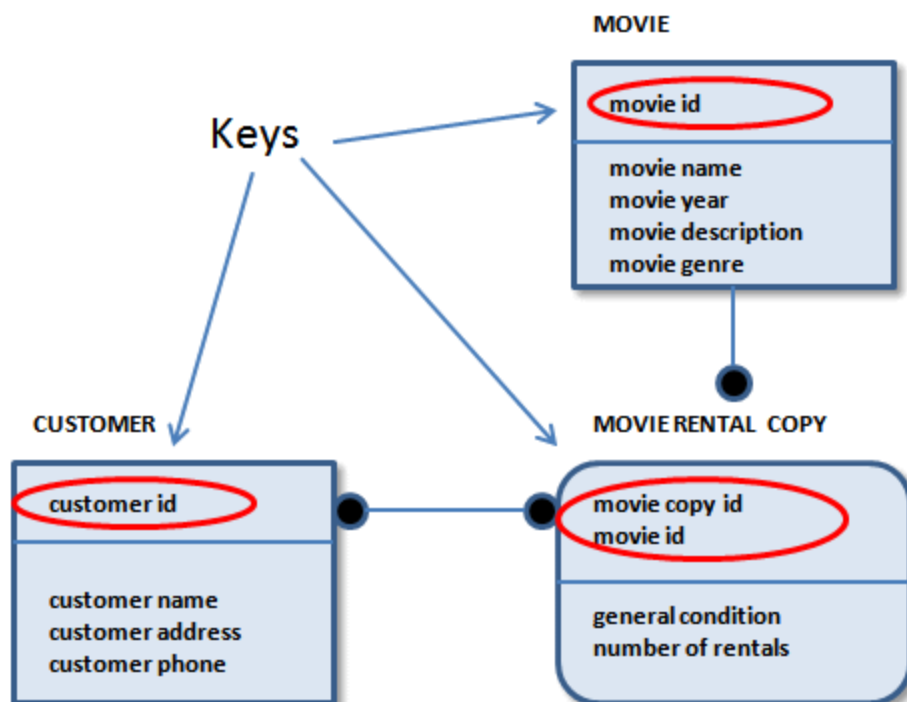 MOVIE
movie id
movie name
movie year
movie description
movie genre
Keys
CUSTOMER
customer id
customer name
customer address
customer phone
MOVIE RENTAL COPY
movie copy id
movie id
general condition
number of rentals